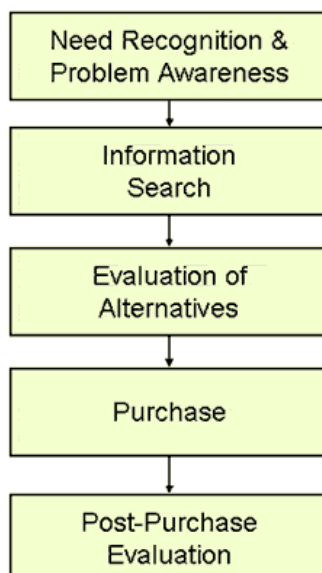 Need Recognition &
Problem Awareness
Information
Search
Evaluation of
Alternatives
Purchase
Post-Purchase
Evaluation